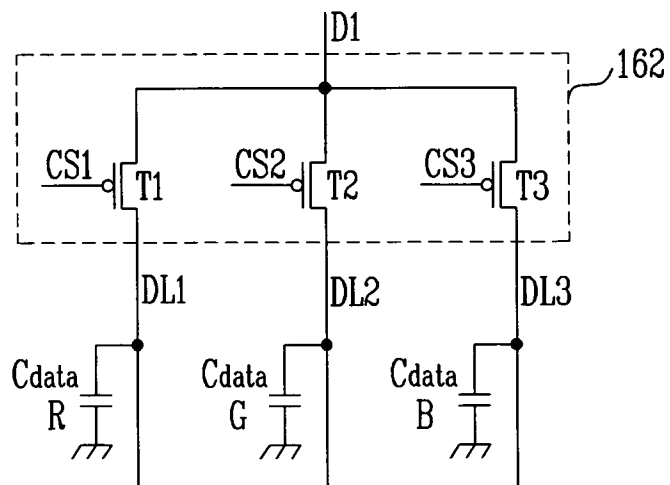 D1
162
CS1
T1
CS2
T2
CS3
T3
DL1
DL2
DL3
Cdata
R
Cdata
G
Cdata
B